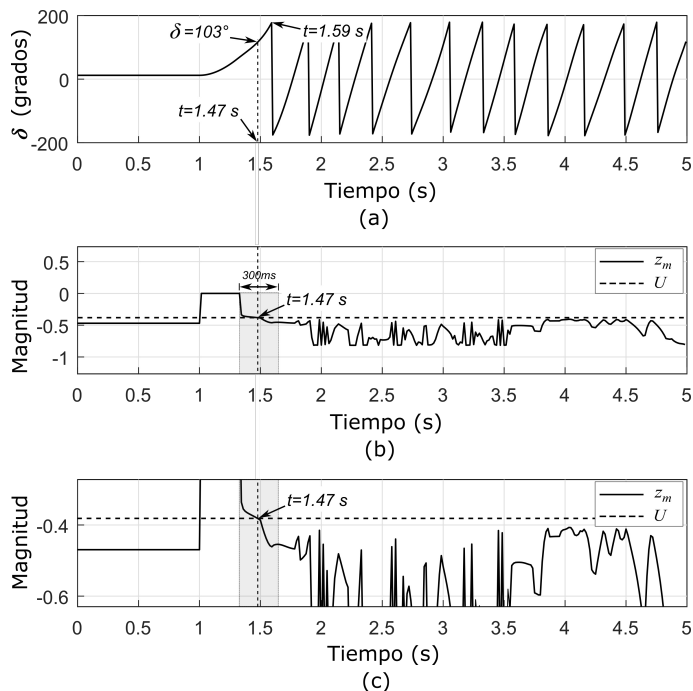 200
0
-200
δ (grados)
δ =103°
t=1.59 s
t=1.47 s
0 0.5 1 1.5 2 2.5 3 3.5 4 4.5 5
Tiempo (s)
(a)
0.5
0
-0.5
-1
Magnitud
300ms
t=1.47 s
z_m
U
0 0.5 1 1.5 2 2.5 3 3.5 4 4.5 5
Tiempo (s)
(b)
-0.4
-0.6
Magnitud
t=1.47 s
z_m
U
0 0.5 1 1.5 2 2.5 3 3.5 4 4.5 5
Tiempo (s)
(c)